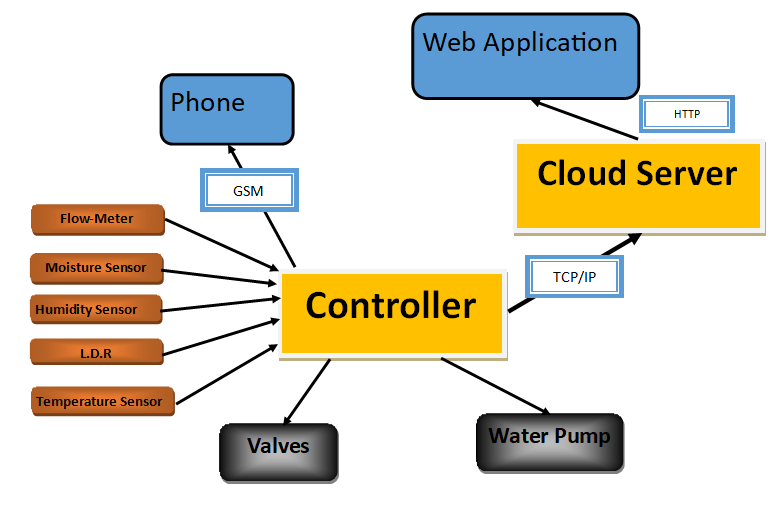 Web Application
Phone
HTTP
Cloud Server
GSM
Flow-Meter
Moisture Sensor
TCP/IP
Humidity Sensor
Controller
L.D.R
Temperature Sensor
Valves
Water Pump